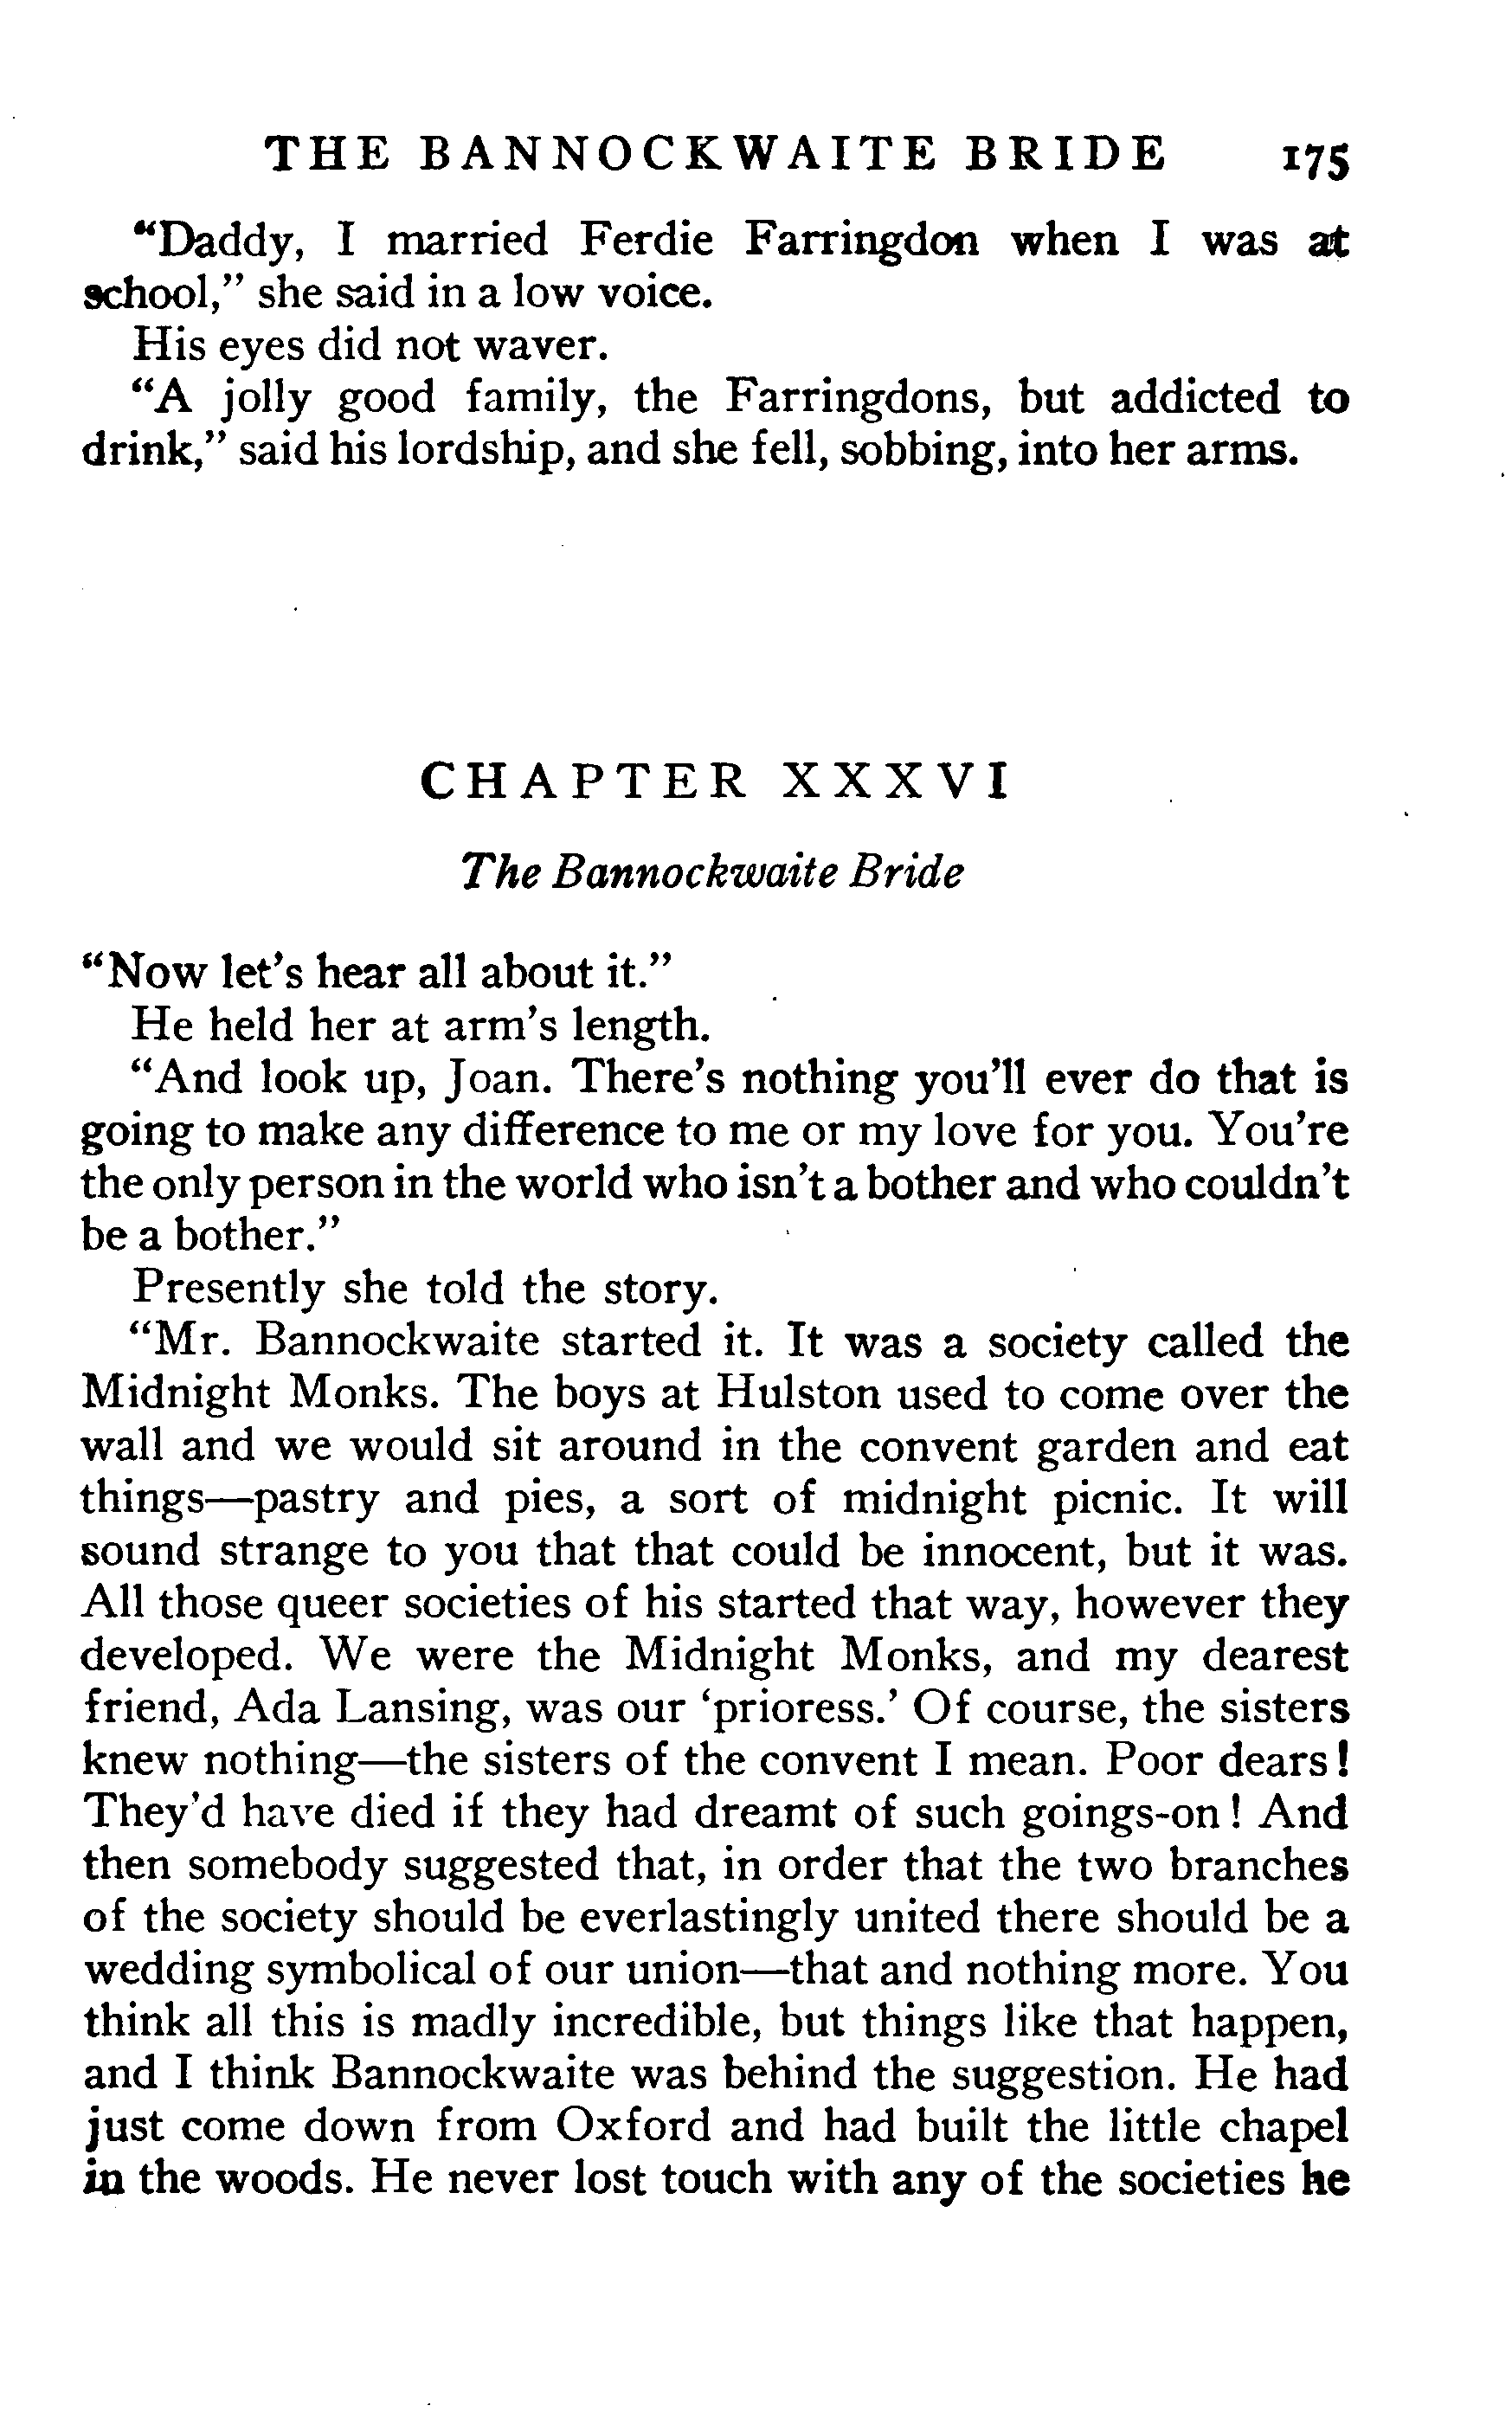 THE BANNOCKWAITE BRIDE 175
"Daddy, I married Ferdie Farringdon when I was at
school," she said in a low voice.
His eyes did not waver.
"A jolly good family, the Farringdons, but addicted to
drink," said his lordship, and she fell, sobbing, into her arms.
CHAPTER XXXVI
The Bannockwaite Bride
"Now let's hear all about it."
He held her at arm's length.
"And look up, Joan. There's nothing you'll ever do that is
going to make any difference to me or my love for you. You're
the only person in the world who isn't a bother and who couldn't
be a bother."
Presently she told the story.
"Mr. Bannockwaite started it. It was a society called the
Midnight Monks. The boys at Hulston used to come over the
wall and we would sit around in the convent garden and eat
things—pastry and pies, a sort of midnight picnic. It will
sound strange to you that that could be innocent, but it was.
All those queer societies of his started that way, however they
developed. We were the Midnight Monks, and my dearest
friend, Ada Lansing, was our 'prioress.' Of course, the sisters
knew nothing—the sisters of the convent I mean. Poor dears!
They'd have died if they had dreamt of such goings-on! And
then somebody suggested that, in order that the two branches
of the society should be everlastingly united there should be a
wedding symbolical of our union—that and nothing more. You
think all this is madly incredible, but things like that happen,
and I think Bannockwaite was behind the suggestion. He had
just come down from Oxford and had built the little chapel
in the woods. He never lost touch with any of the societies he